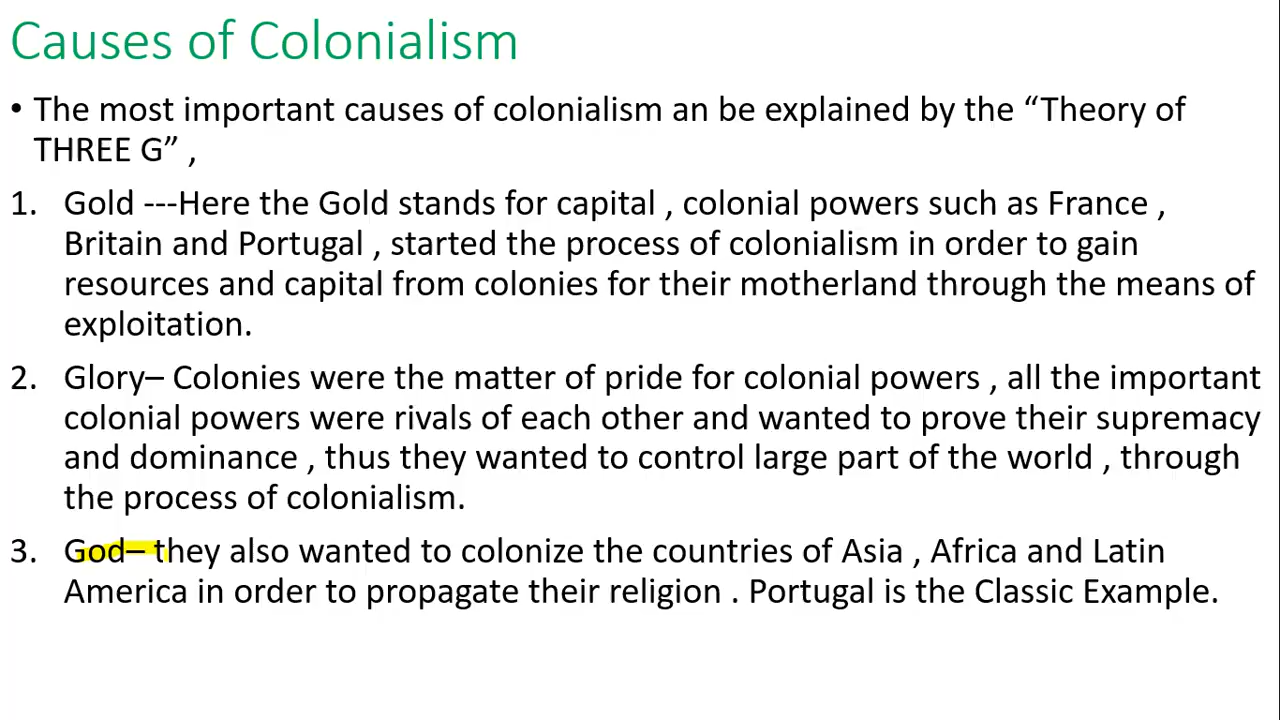 Causes of Colonialism
• The most important causes of colonialism an be explained by the “Theory of
THREE G” ,
1. Gold ---Here the Gold stands for capital , colonial powers such as France ,
Britain and Portugal , started the process of colonialism in order to gain
resources and capital from colonies for their motherland through the means of
exploitation.
2. Glory– Colonies were the matter of pride for colonial powers , all the important
colonial powers were rivals of each other and wanted to prove their supremacy
and dominance , thus they wanted to control large part of the world , through
the process of colonialism.
3. God– they also wanted to colonize the countries of Asia , Africa and Latin
America in order to propagate their religion . Portugal is the Classic Example.